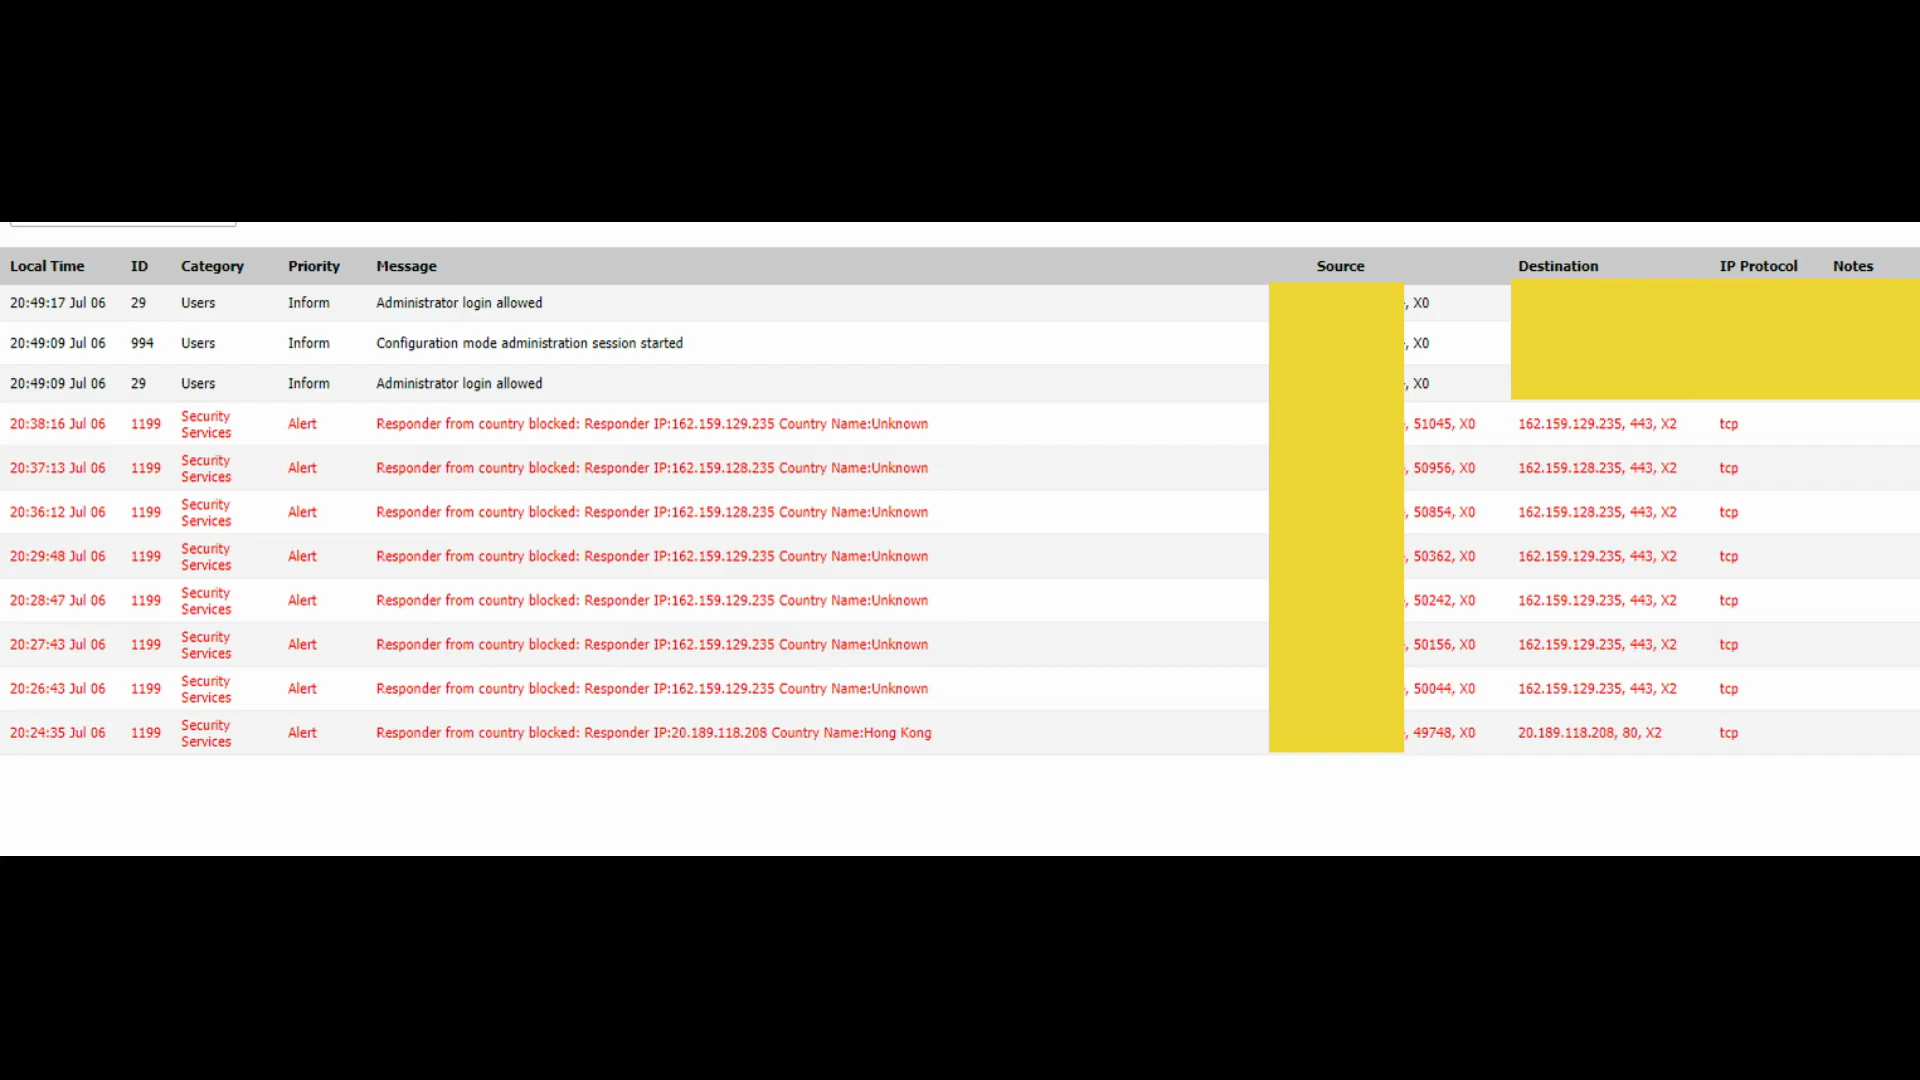 Local Time ID Category Priority Message Source Destination IP Protocol Notes
20:49:17 Jul 06 29 Users Inform Administrator login allowed , X0
20:49:09 Jul 06 994 Users Inform Configuration mode administration session started , X0
20:49:09 Jul 06 29 Users Inform Administrator login allowed , X0
20:38:16 Jul 06 1199 Security Services Alert Responder from country blocked: Responder IP:162.159.129.235 Country Name:Unknown , 51045, X0 162.159.129.235, 443, X2 tcp
20:37:13 Jul 06 1199 Security Services Alert Responder from country blocked: Responder IP:162.159.128.235 Country Name:Unknown , 50956, X0 162.159.128.235, 443, X2 tcp
20:36:12 Jul 06 1199 Security Services Alert Responder from country blocked: Responder IP:162.159.128.235 Country Name:Unknown , 50854, X0 162.159.128.235, 443, X2 tcp
20:29:48 Jul 06 1199 Security Services Alert Responder from country blocked: Responder IP:162.159.129.235 Country Name:Unknown , 50362, X0 162.159.129.235, 443, X2 tcp
20:28:47 Jul 06 1199 Security Services Alert Responder from country blocked: Responder IP:162.159.129.235 Country Name:Unknown , 50242, X0 162.159.129.235, 443, X2 tcp
20:27:43 Jul 06 1199 Security Services Alert Responder from country blocked: Responder IP:162.159.129.235 Country Name:Unknown , 50156, X0 162.159.129.235, 443, X2 tcp
20:26:43 Jul 06 1199 Security Services Alert Responder from country blocked: Responder IP:162.159.129.235 Country Name:Unknown , 50044, X0 162.159.129.235, 443, X2 tcp
20:24:35 Jul 06 1199 Security Services Alert Responder from country blocked: Responder IP:20.189.118.208 Country Name:Hong Kong , 49748, X0 20.189.118.208, 80, X2 tcp